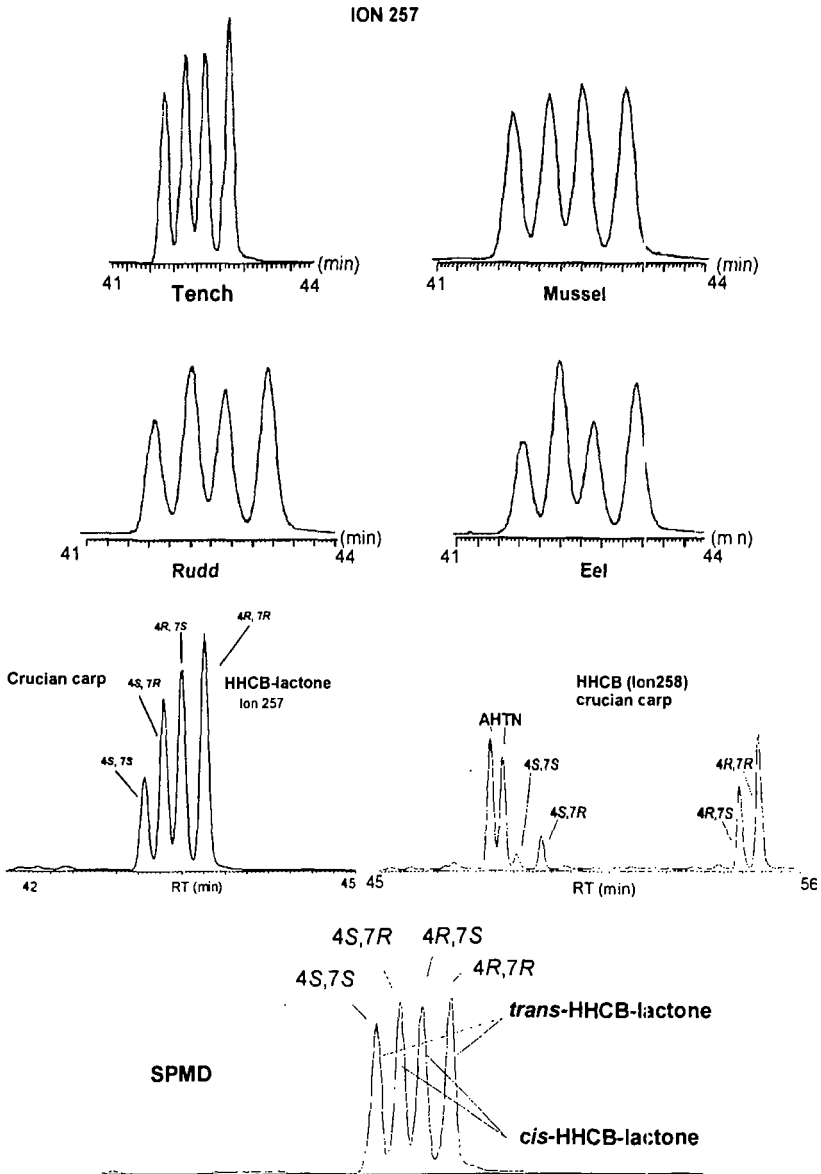 ION 257
41 44 (min)
Tench
41 44 (min)
Mussel
41 44 (min)
Rudd
41 44 (m n)
Eel
Crucian carp
4S, 7S
4S, 7R
4R, 7S
4R, 7R
HHCB-lactone
Ion 257
42 RT (min) 45
HHCB (Ion258)
crucian carp
AHTN
4S,7S
4S,7R
4R,7S
4R,7R
45 RT (min) 56
SPMD
4S,7S
4S,7R
4R,7S
4R,7R
trans-HHCB-lactone
cis-HHCB-lactone